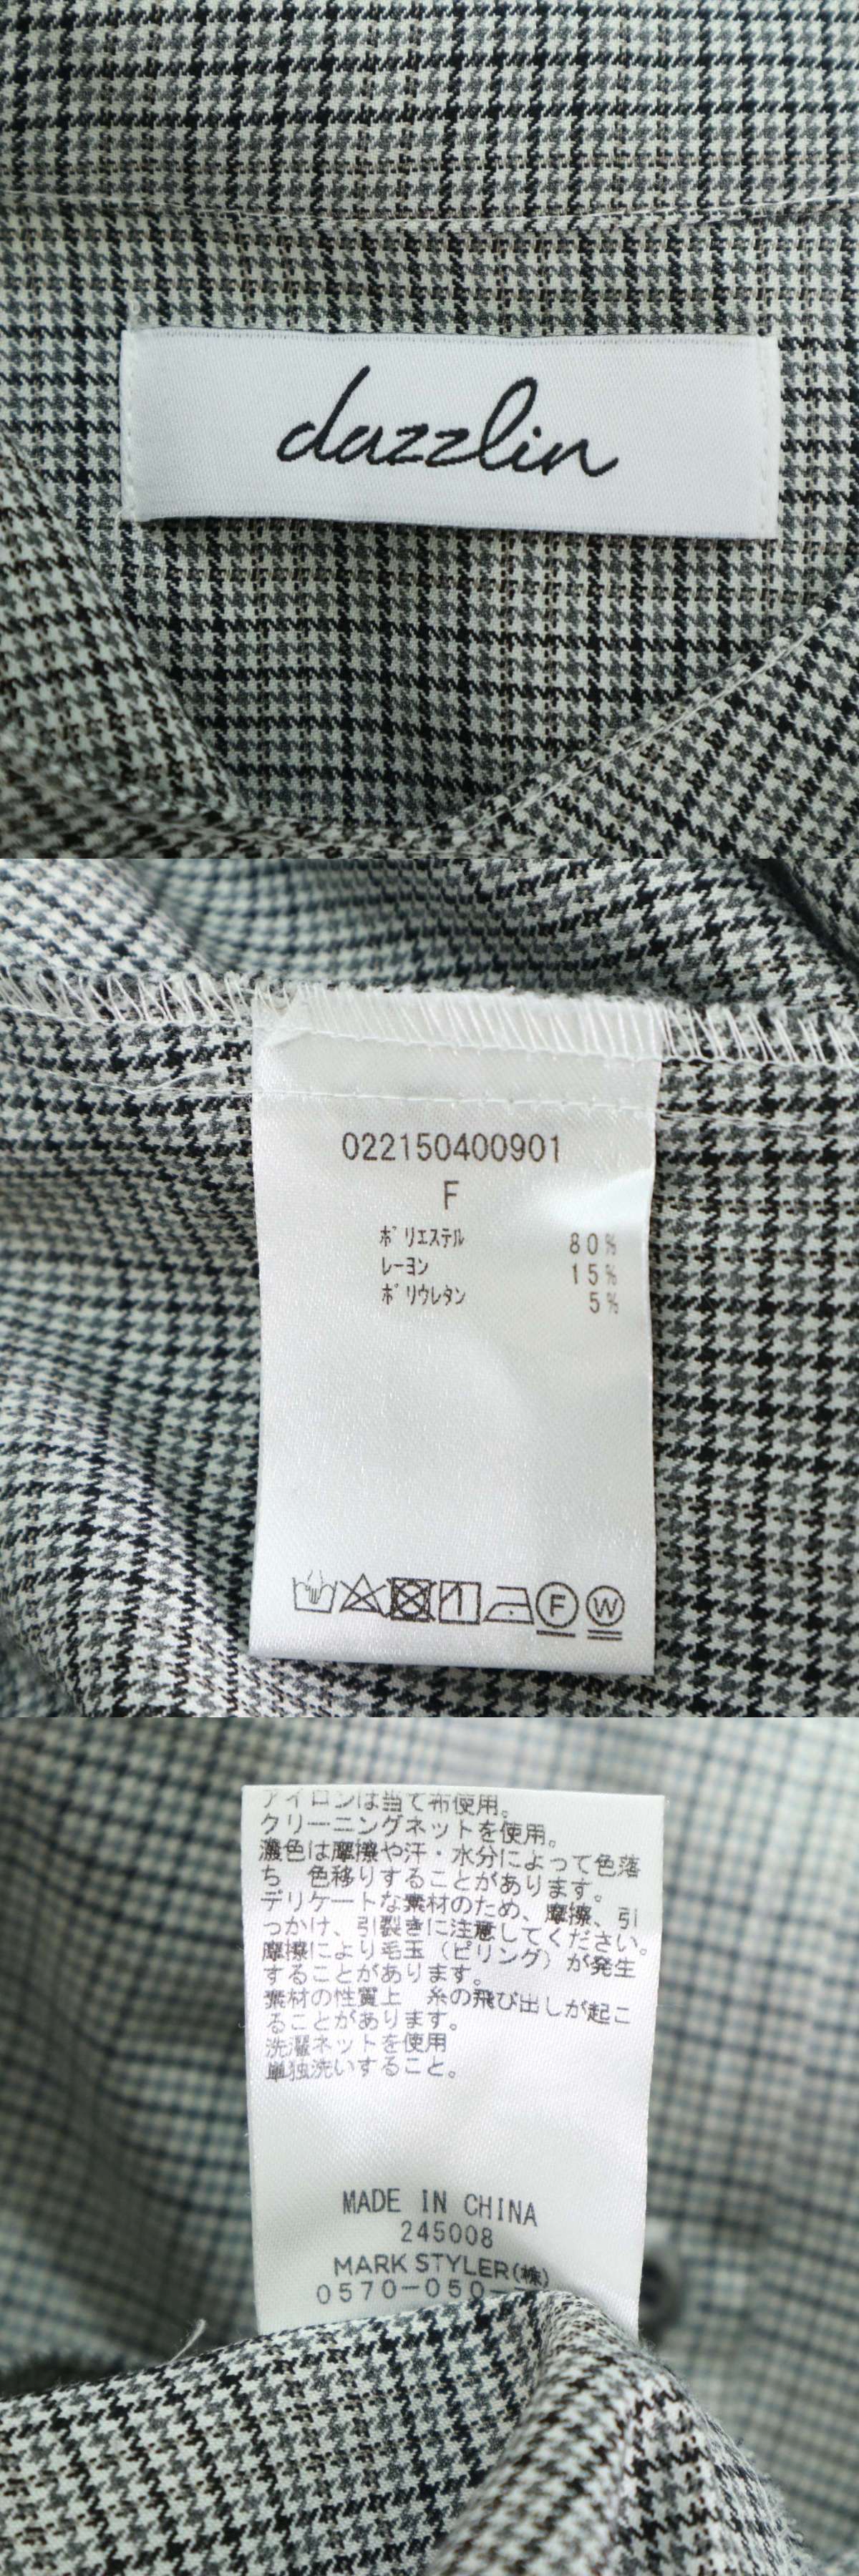 dazzlin
022150400901
F
ポリエステル 80%
レーヨン 15%
ポリウレタン 5%
F
W
アイロンは当て布使用。
クリーニングネットを使用。
濃色は摩擦や汗・水分によって色落
ち 色移りすることがあります。
デリケートな素材のため、摩擦、引
っかけ、引裂きに注意してください。
摩擦により毛玉(ピリング)が発生
することがあります。
素材の性質上 糸の飛び出しが起こ
ることがあります。
洗濯ネットを使用
単独洗いすること。
MADE IN CHINA
245008
MARK STYLER(株)
0570-050-